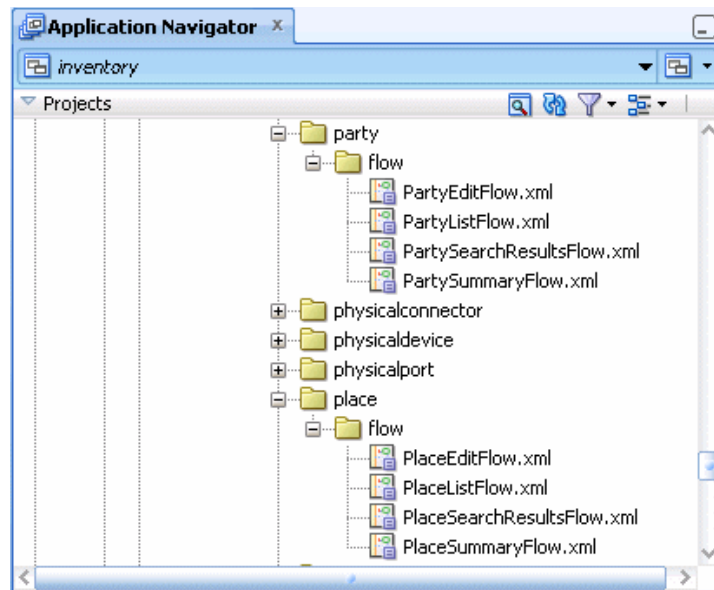 Application Navigator
inventory
Projects
party
flow
PartyEditFlow.xml
PartyListFlow.xml
PartySearchResultsFlow.xml
PartySummaryFlow.xml
physicalconnector
physicaldevice
physicalport
place
flow
PlaceEditFlow.xml
PlaceListFlow.xml
PlaceSearchResultsFlow.xml
PlaceSummaryFlow.xml